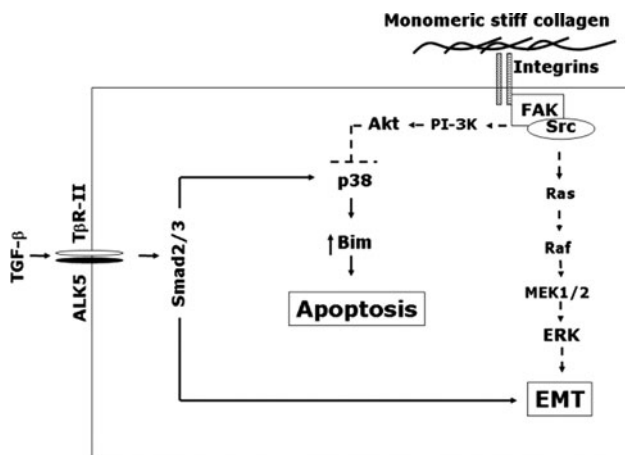 Monomeric stiff collagen
Integrins
FAK
Src
Akt
PI-3K
p38
Ras
TβR-II
Smad2/3
Bim
Raf
TGF-β
ALK5
MEK1/2
Apoptosis
ERK
EMT